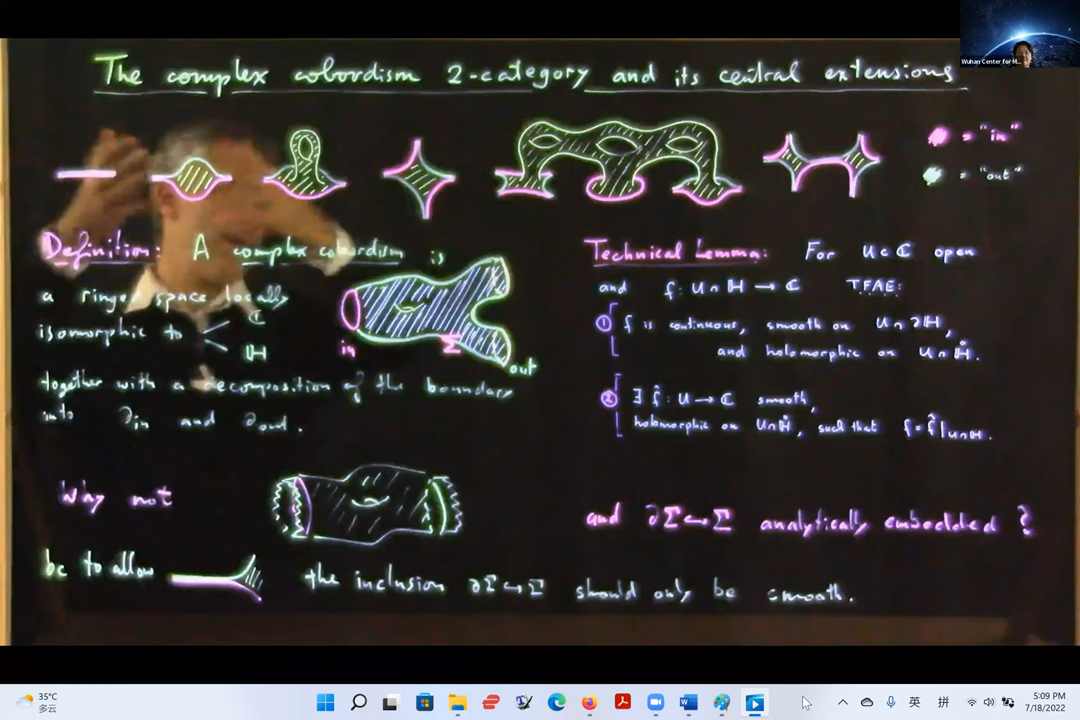 The complex cobordism 2-category and its central extensions
= "in"
= "out"
Wuhan Center for M...
Definition: A complex cobordism is
a ringed space locally
isomorphic to ℂ
ℍ
together with a decomposition of the boundary
into ∂in and ∂out.
in
Σ
out
Technical Lemma: For U⊂ℂ open
and f: U∩ℍ → ℂ TFAE:
① f is continuous, smooth on U∩∂ℍ,
and holomorphic on U∩ℍ̊.
② ∃ f̂: U→ℂ smooth,
holomorphic on U∩ℍ̊, such that f=f̂|U∩ℍ.
Why not
and ∂Σ↪Σ analytically embedded ?
bc to allow the inclusion ∂Σ↪Σ should only be smooth.
35°C
多云
英
拼
5:09 PM
7/18/2022